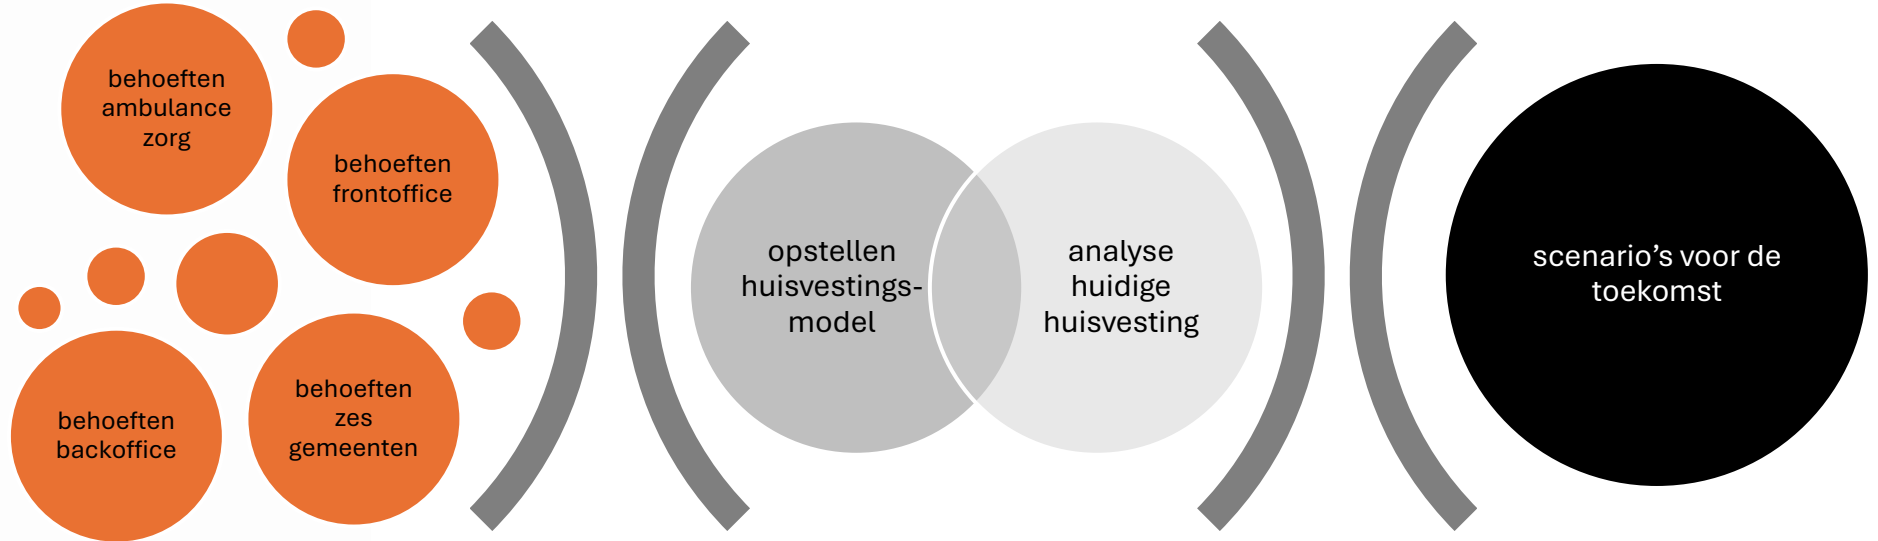 behoeften
ambulance
zorg
behoeften
frontoffice
behoeften
backoffice
behoeften
zes
gemeenten
opstellen
huisvestings-
model
analyse
huidige
huisvesting
scenario’s voor de
toekomst